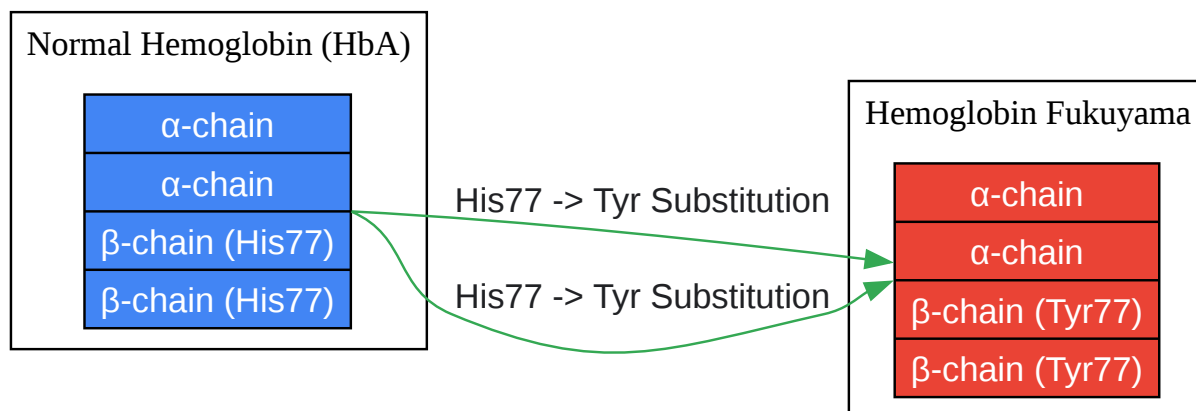 Normal Hemoglobin (HbA)
α-chain
α-chain
β-chain (His77)
β-chain (His77)
His77 -> Tyr Substitution
His77 -> Tyr Substitution
Hemoglobin Fukuyama
α-chain
α-chain
β-chain (Tyr77)
β-chain (Tyr77)